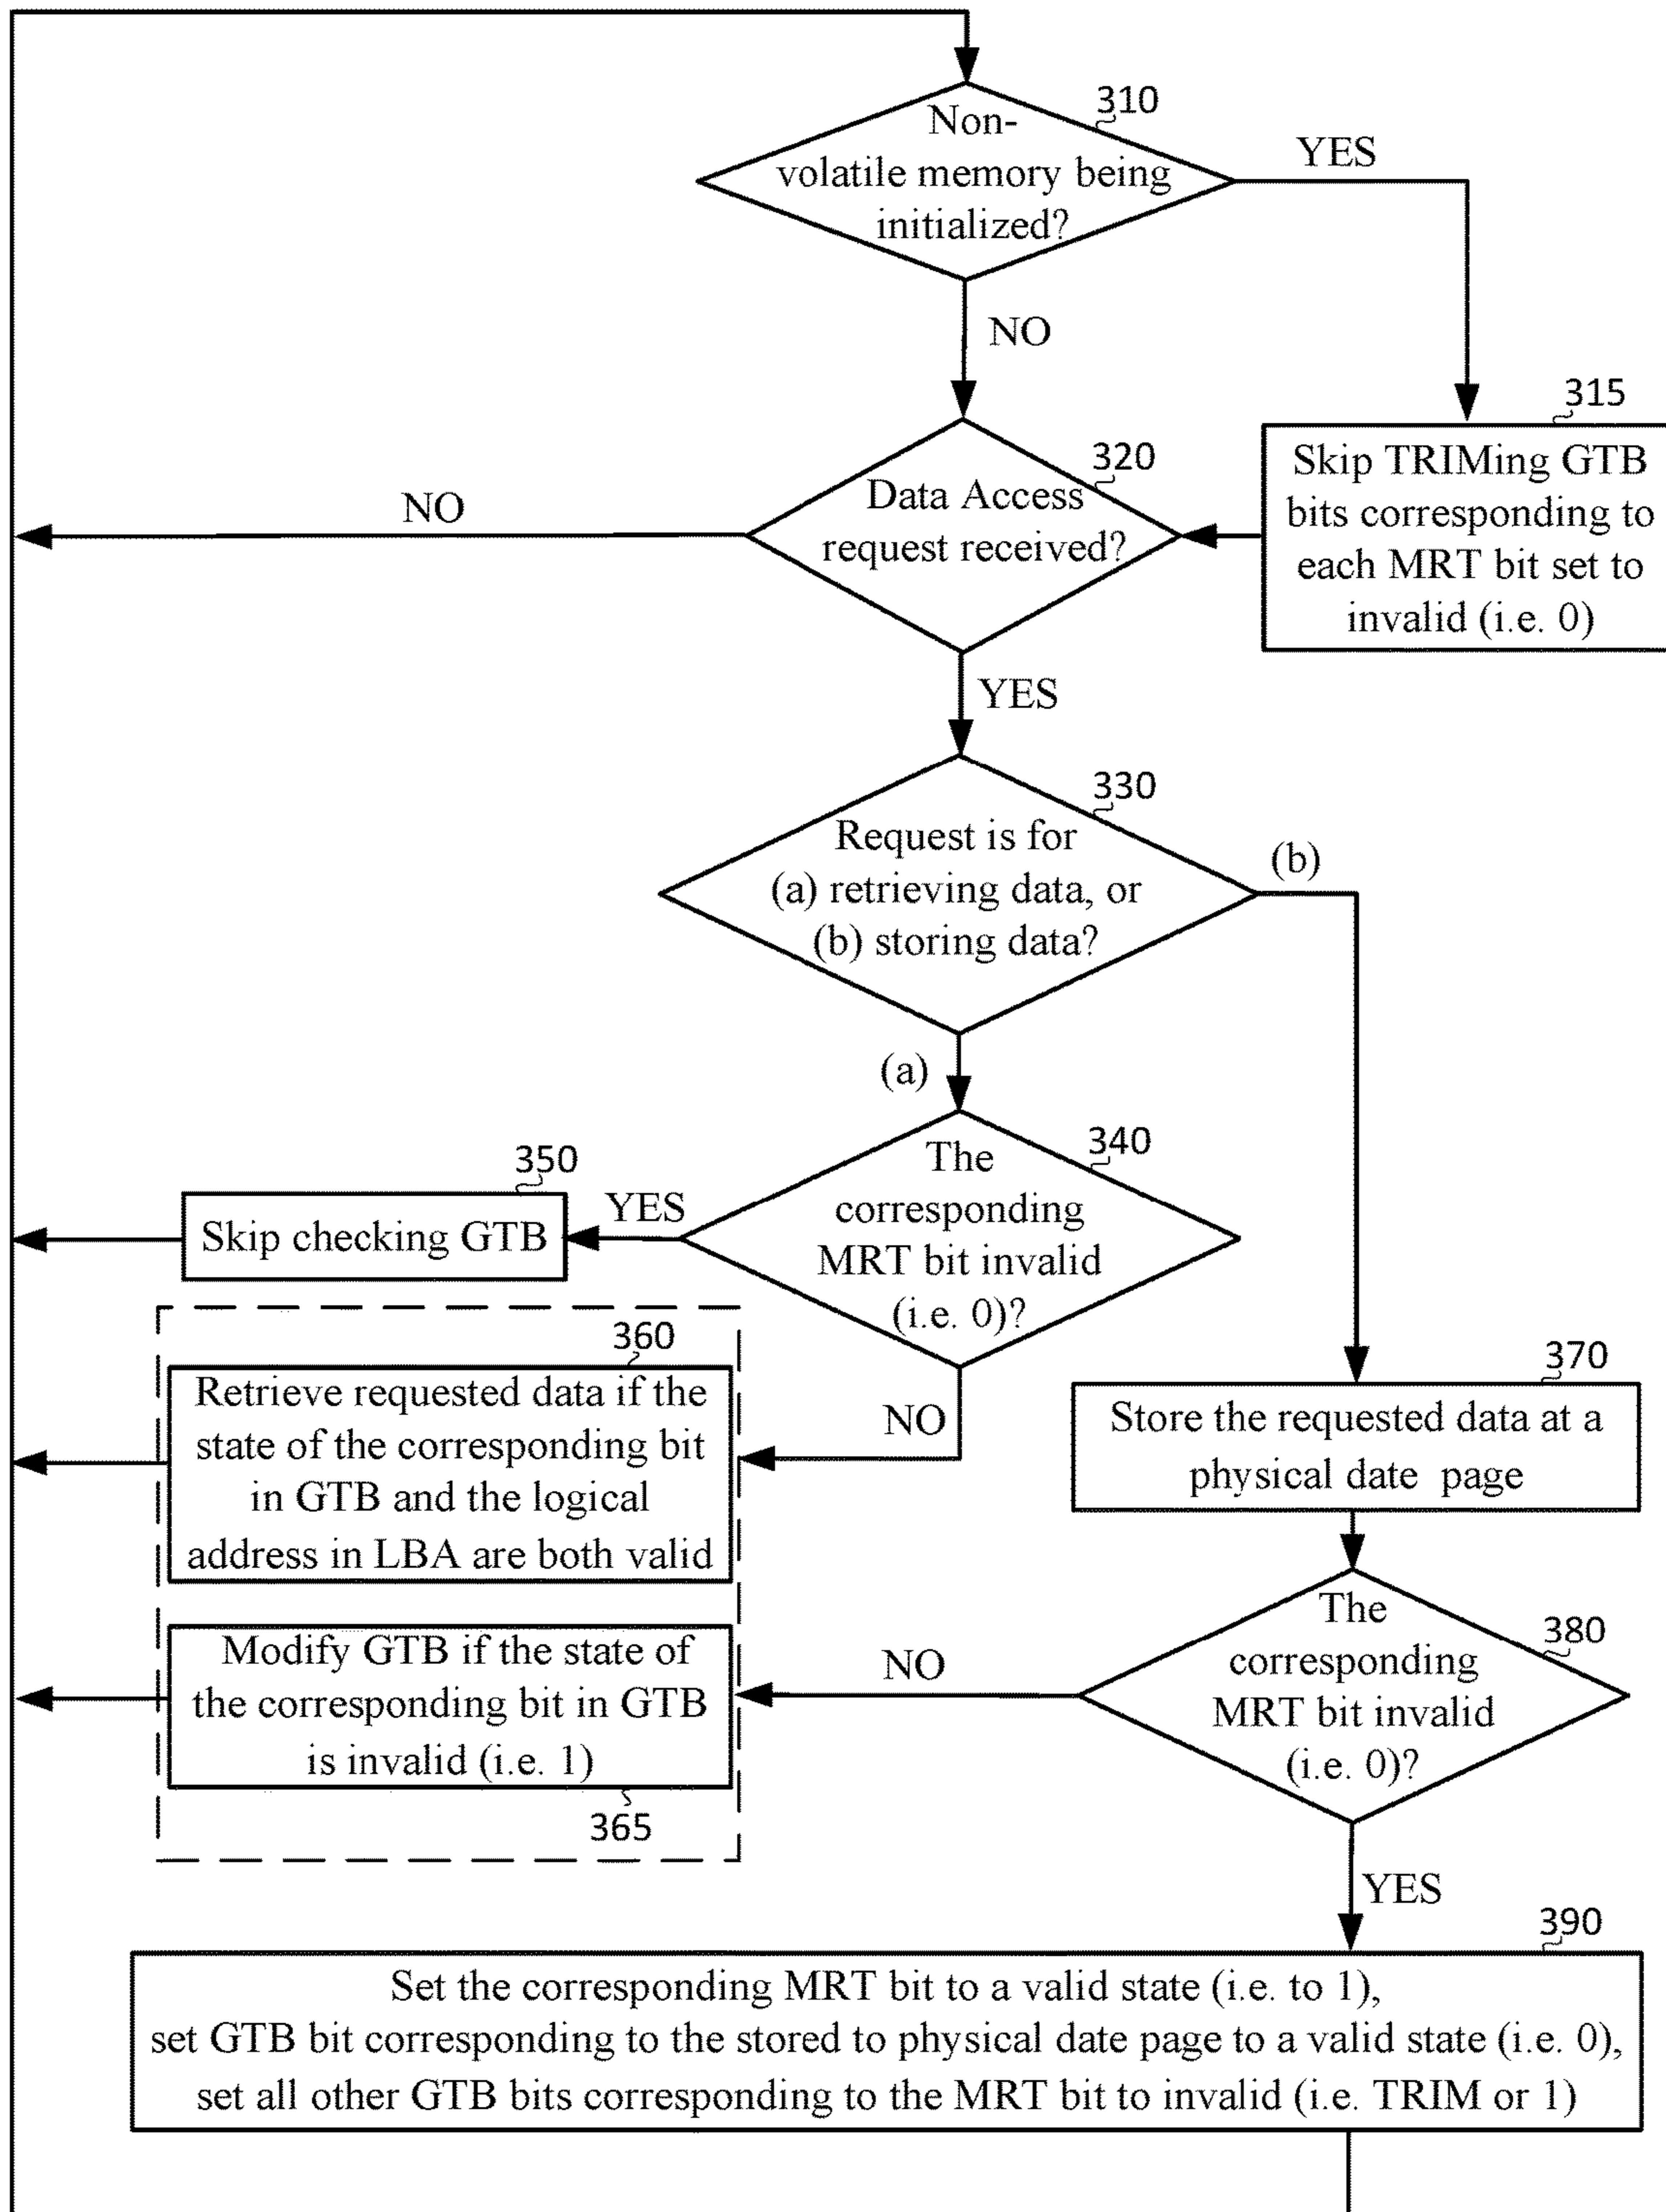 310
Non-
volatile memory being
initialized?
YES
NO
315
Skip TRIMing GTB
bits corresponding to
each MRT bit set to
invalid (i.e. 0)
320
Data Access
request received?
NO
YES
330
Request is for
(a) retrieving data, or
(b) storing data?
(b)
(a)
340
The
corresponding
MRT bit invalid
(i.e. 0)?
YES
350
Skip checking GTB
NO
360
Retrieve requested data if the
state of the corresponding bit
in GTB and the logical
address in LBA are both valid
370
Store the requested data at a
physical date page
380
The
corresponding
MRT bit invalid
(i.e. 0)?
NO
Modify GTB if the state of
the corresponding bit in GTB
is invalid (i.e. 1)
365
YES
390
Set the corresponding MRT bit to a valid state (i.e. to 1),
set GTB bit corresponding to the stored to physical date page to a valid state (i.e. 0),
set all other GTB bits corresponding to the MRT bit to invalid (i.e. TRIM or 1)